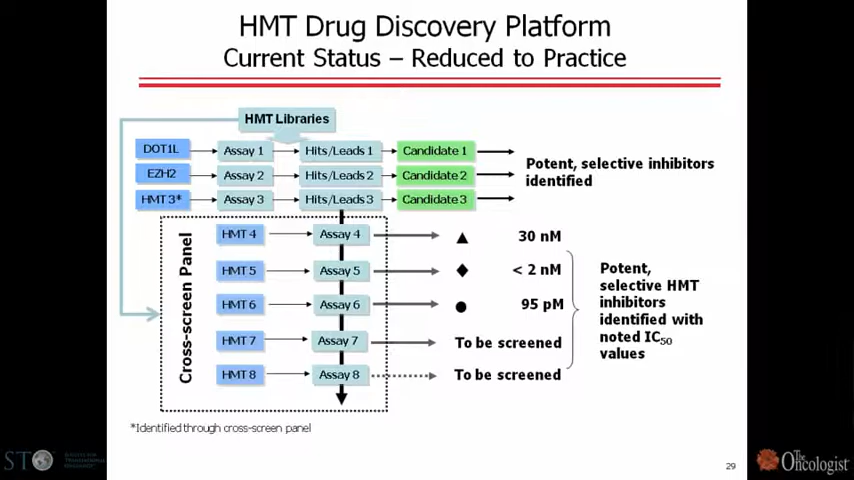 HMT Drug Discovery Platform
Current Status – Reduced to Practice
HMT Libraries
DOT1L Assay 1 Hits/Leads 1 Candidate 1
EZH2 Assay 2 Hits/Leads 2 Candidate 2
HMT 3* Assay 3 Hits/Leads 3 Candidate 3
Potent, selective inhibitors
identified
Cross-screen Panel
HMT 4 Assay 4 30 nM
HMT 5 Assay 5 < 2 nM
HMT 6 Assay 6 95 pM
HMT 7 Assay 7 To be screened
HMT 8 Assay 8 To be screened
Potent,
selective HMT
inhibitors
identified with
noted IC50
values
*Identified through cross-screen panel
29
STO
SOCIETY FOR
TRANSLATIONAL
ONCOLOGY
The
Oncologist